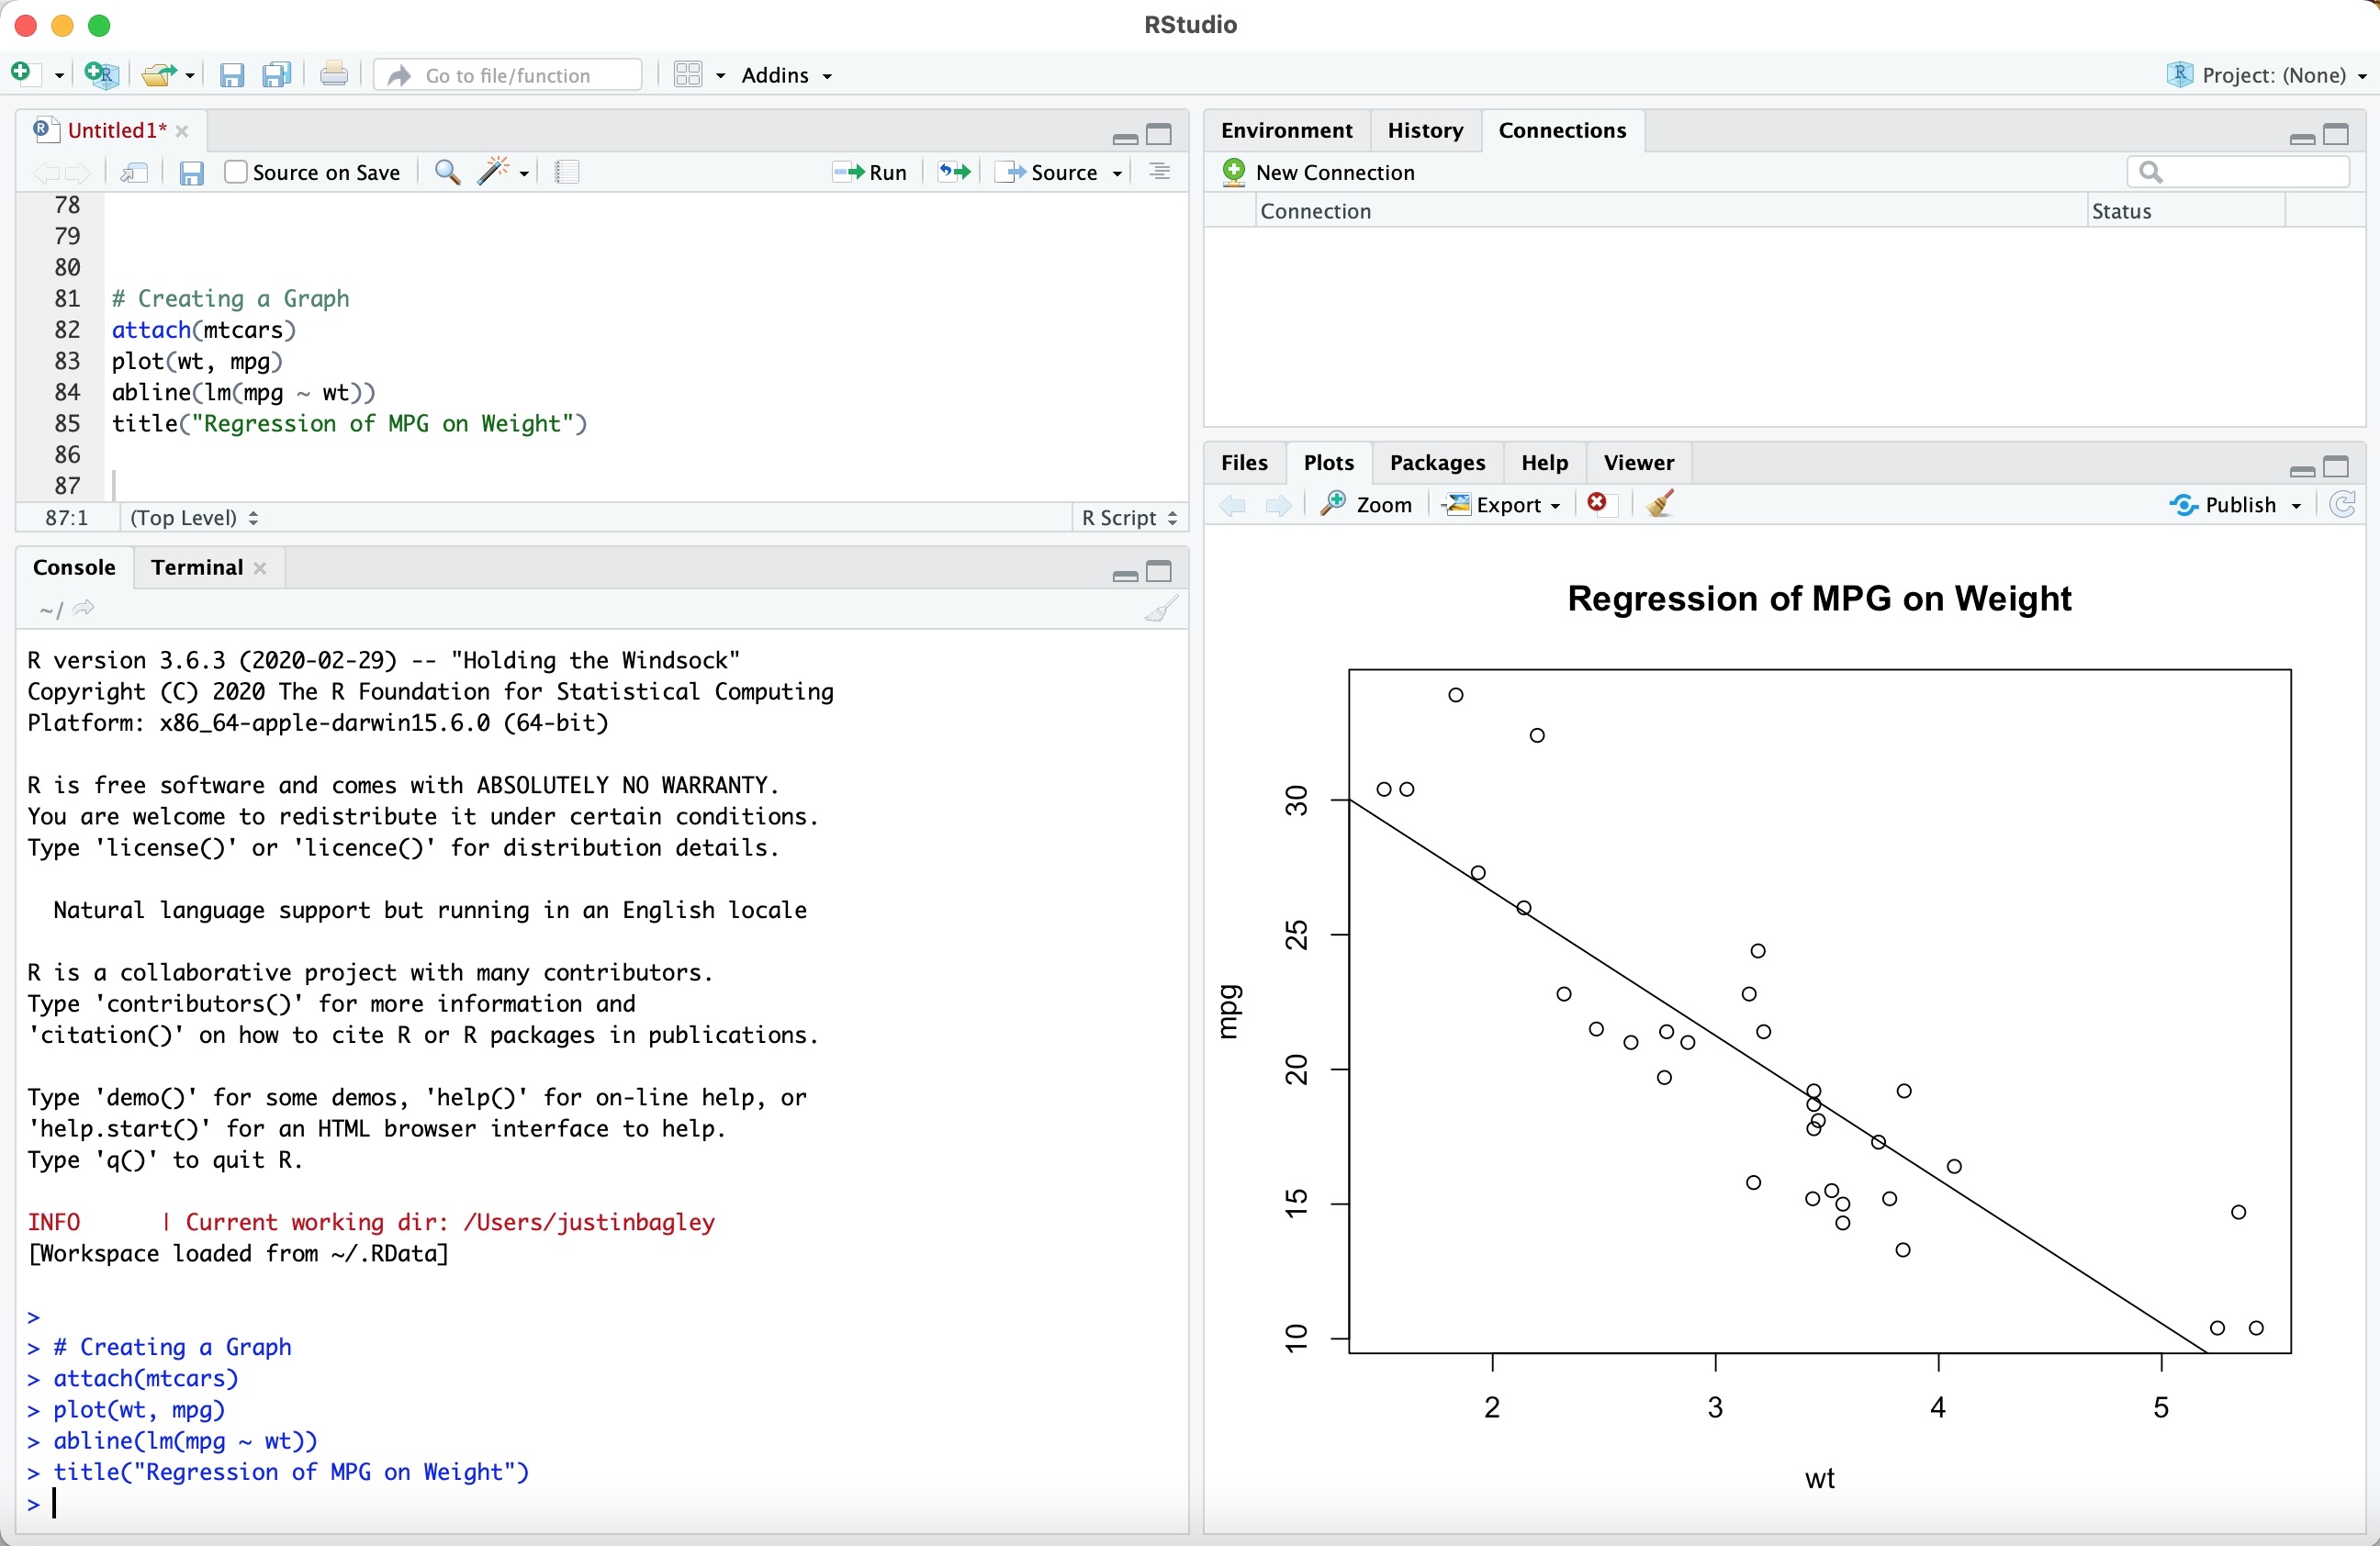 RStudio
Go to file/function
Addins
Project: (None)
Untitled1*
Source on Save
Run
Source
78
79
80
81 # Creating a Graph
82 attach(mtcars)
83 plot(wt, mpg)
84 abline(lm(mpg ~ wt))
85 title("Regression of MPG on Weight")
86
87
87:1 (Top Level) R Script
Console Terminal
~/
R version 3.6.3 (2020-02-29) -- "Holding the Windsock"
Copyright (C) 2020 The R Foundation for Statistical Computing
Platform: x86_64-apple-darwin15.6.0 (64-bit)
R is free software and comes with ABSOLUTELY NO WARRANTY.
You are welcome to redistribute it under certain conditions.
Type 'license()' or 'licence()' for distribution details.
Natural language support but running in an English locale
R is a collaborative project with many contributors.
Type 'contributors()' for more information and
'citation()' on how to cite R or R packages in publications.
Type 'demo()' for some demos, 'help()' for on-line help, or
'help.start()' for an HTML browser interface to help.
Type 'q()' to quit R.
INFO | Current working dir: /Users/justinbagley
[Workspace loaded from ~/.RData]
>
> # Creating a Graph
> attach(mtcars)
> plot(wt, mpg)
> abline(lm(mpg ~ wt))
> title("Regression of MPG on Weight")
>
Environment History Connections
New Connection
Connection Status
Files Plots Packages Help Viewer
Zoom Export Publish
Regression of MPG on Weight
30
25
20
15
10
mpg
2 3 4 5
wt